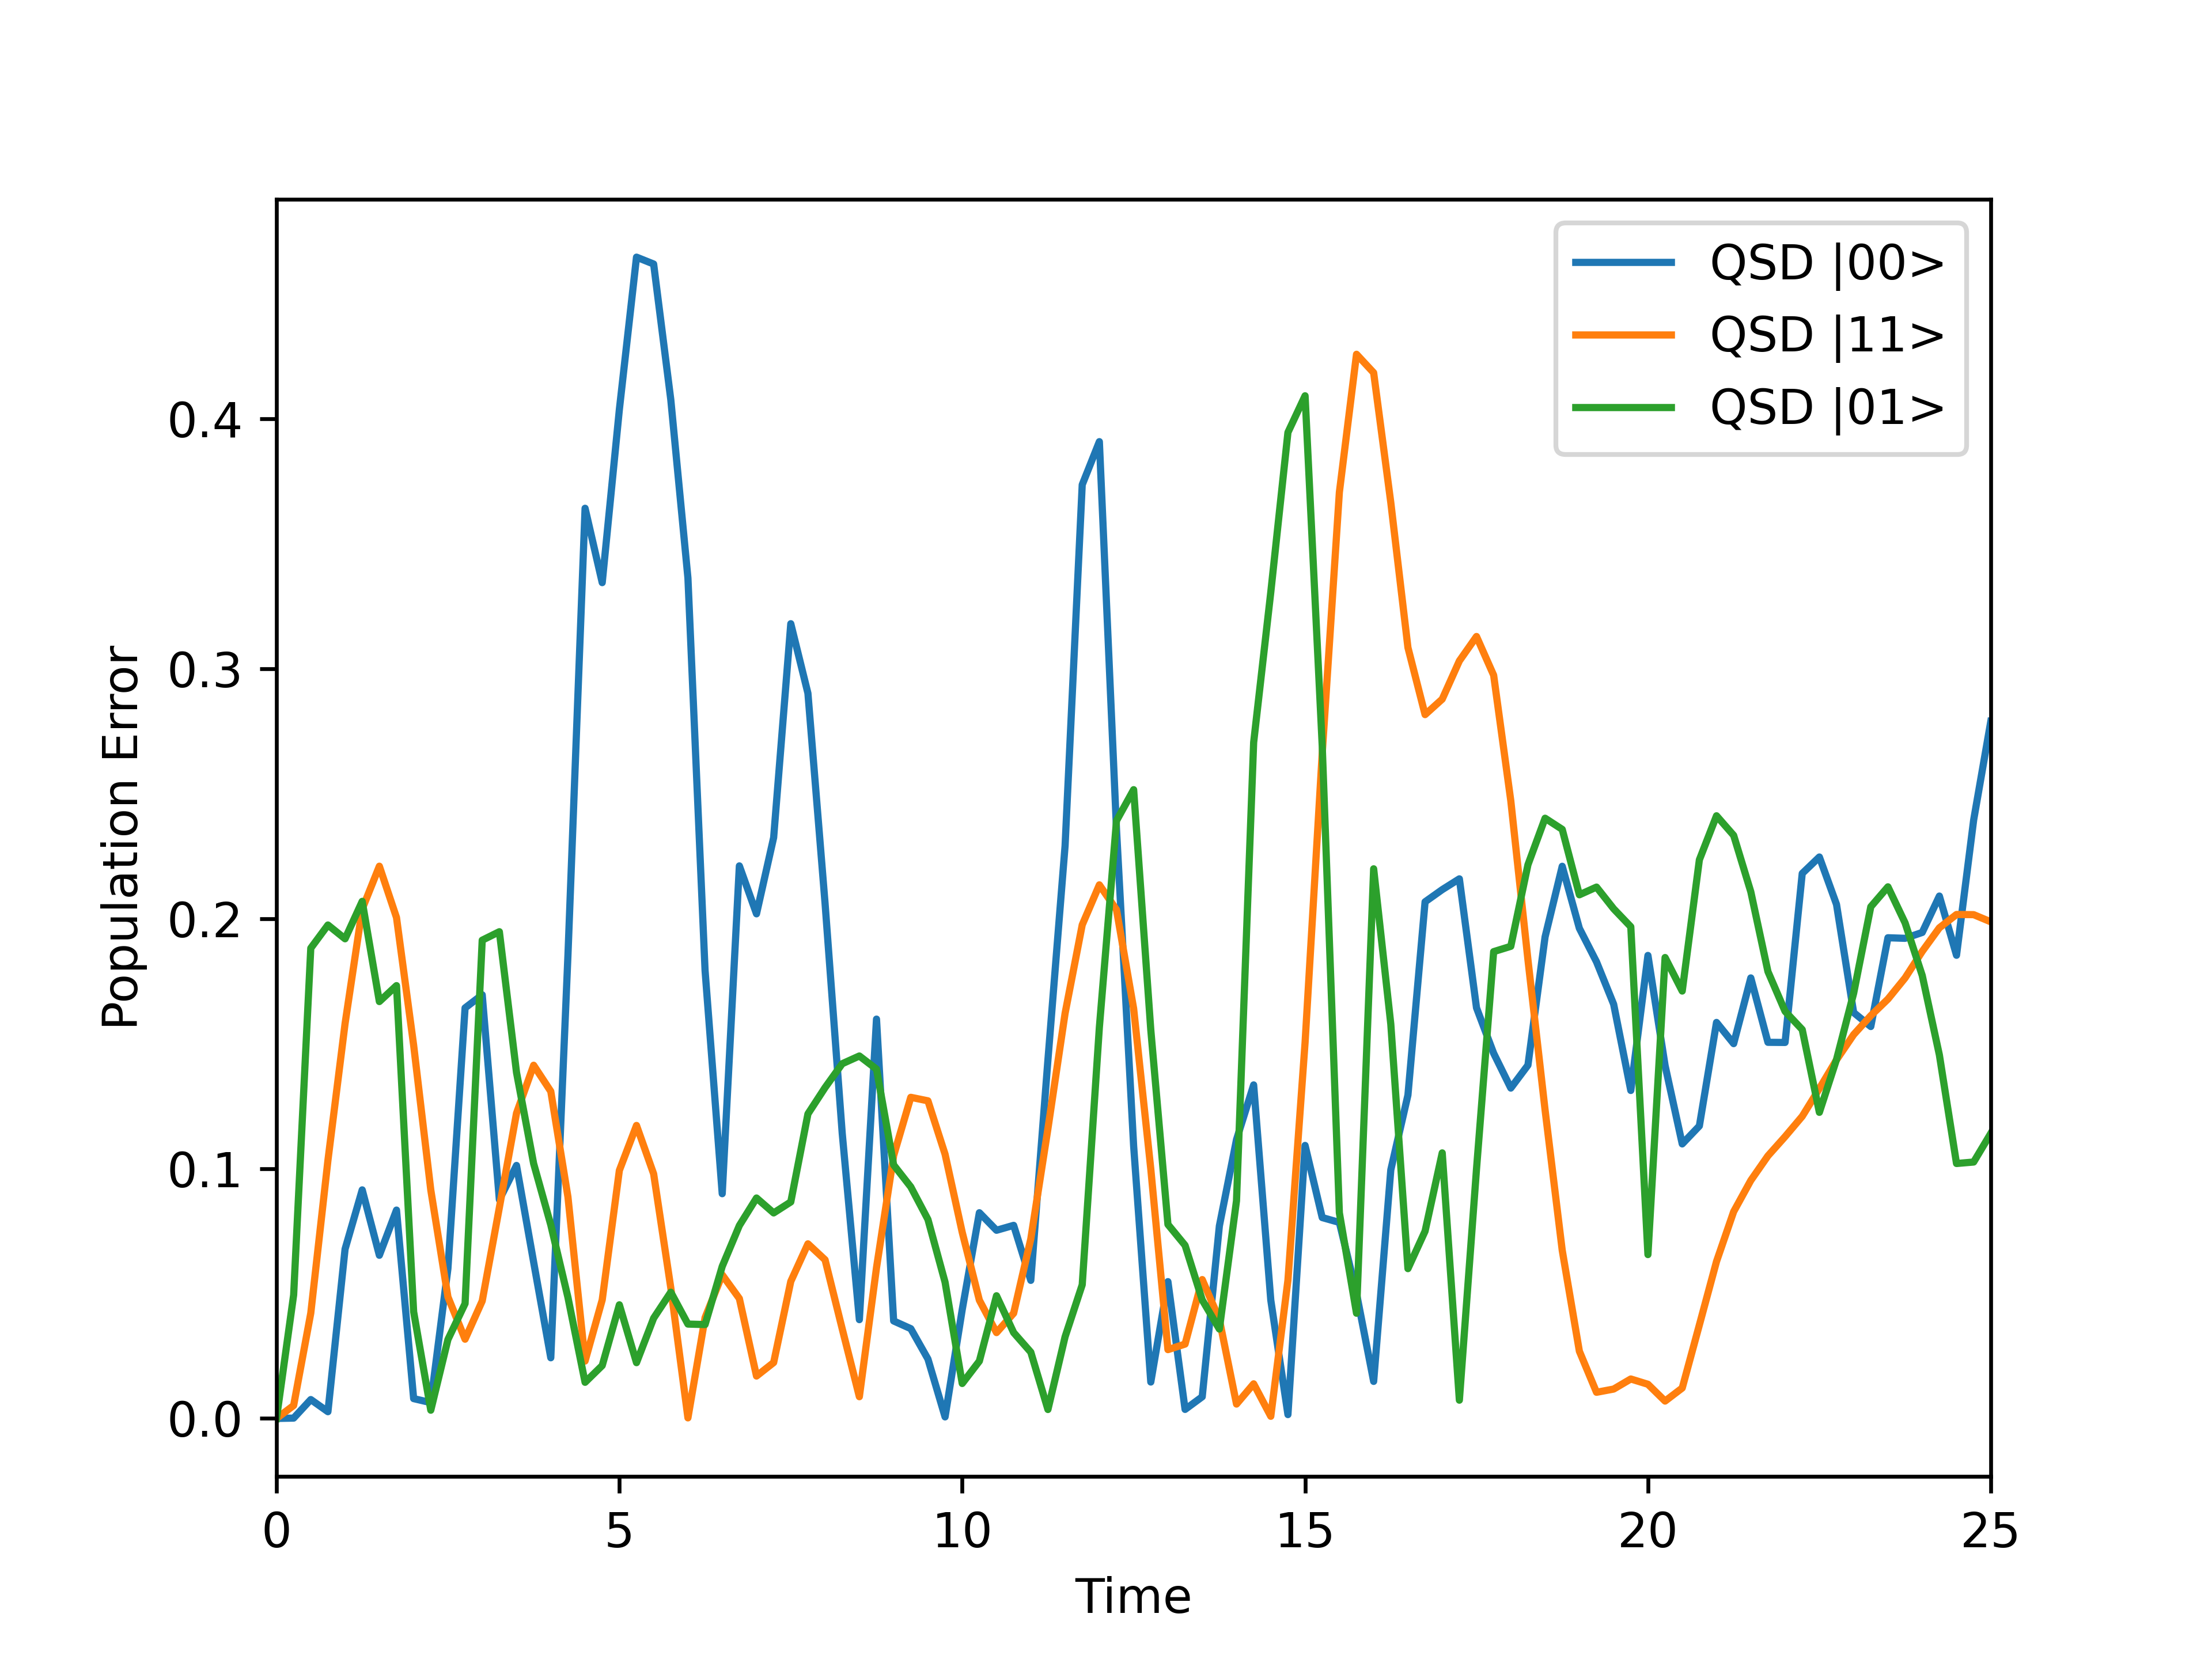 QSD |00>
QSD |11>
QSD |01>
0.4
0.3
0.2
0.1
0.0
Population Error
0 5 10 15 20 25
Time